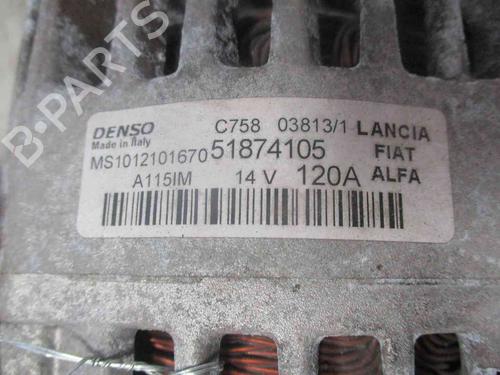 B-PARTS
DENSO C758 03813/1 LANCIA
Made in Italy
MS1012101670 51874105 FIAT
A115IM 14 V 120A ALFA